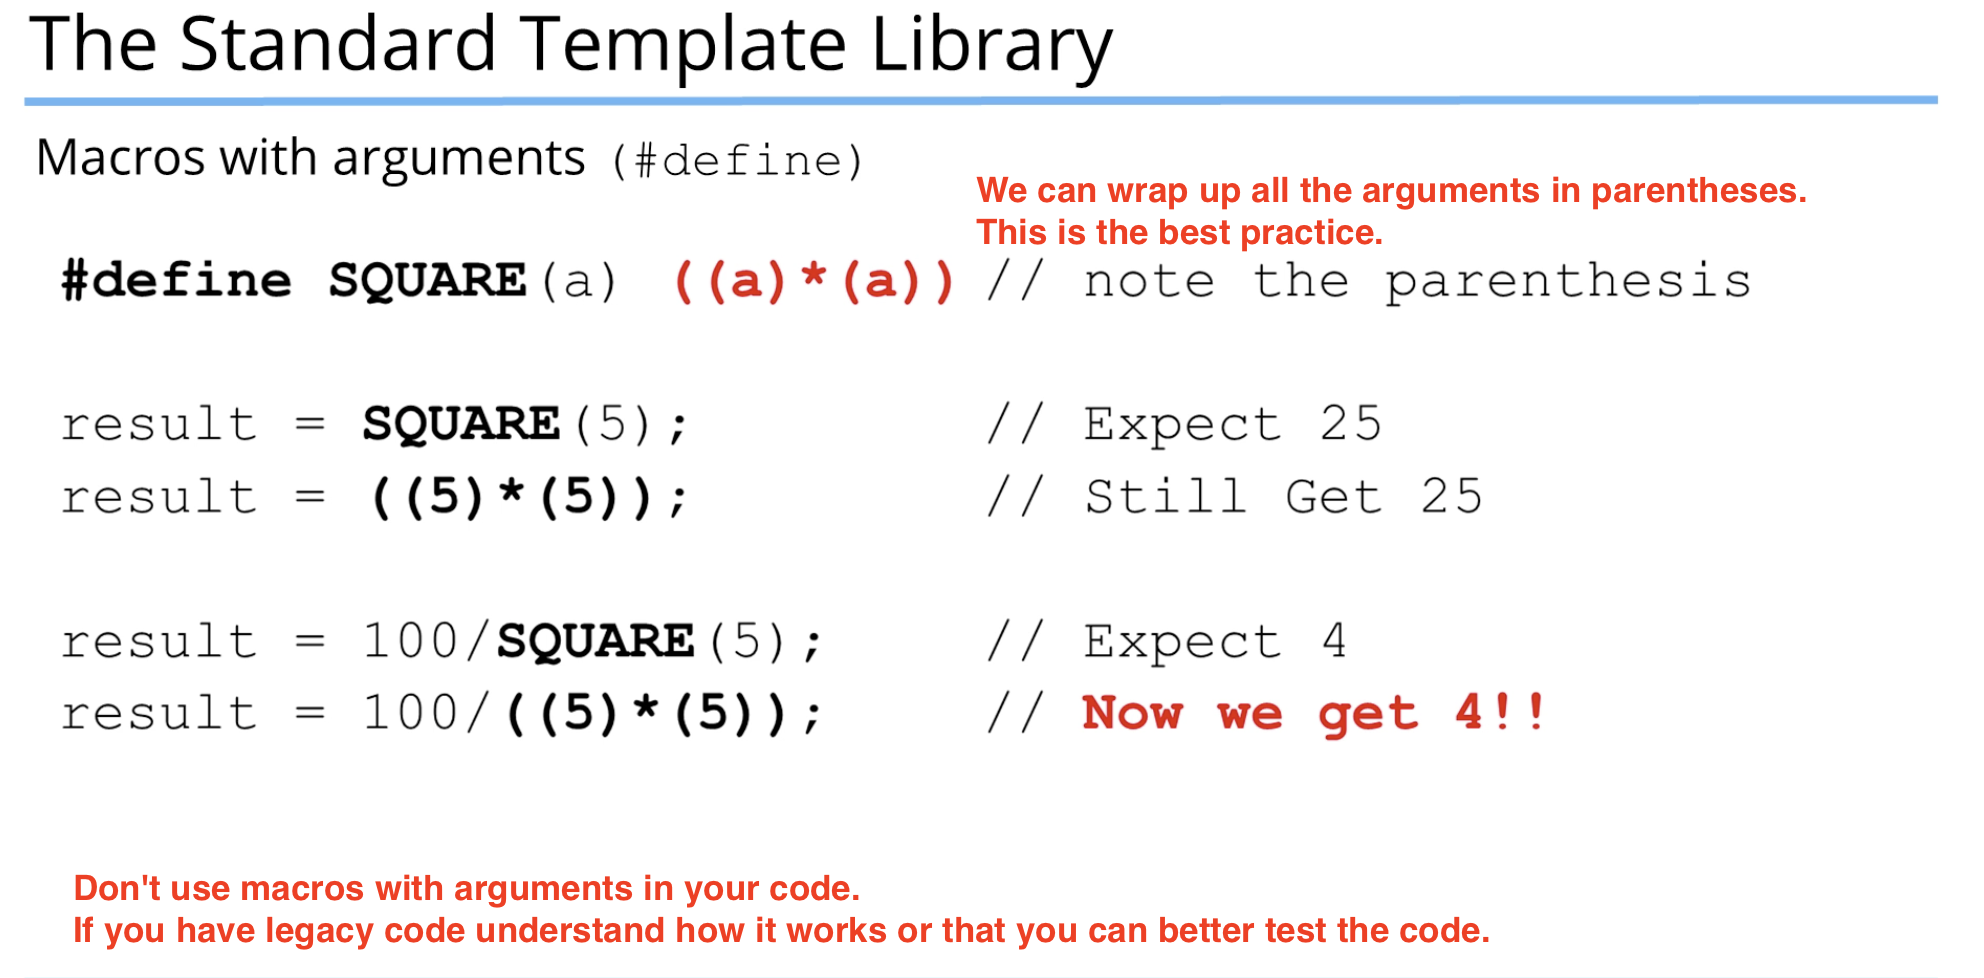 The Standard Template Library
Macros with arguments (#define)
We can wrap up all the arguments in parentheses.
This is the best practice.
#define SQUARE(a) ((a)*(a)) // note the parenthesis
result = SQUARE(5); // Expect 25
result = ((5)*(5)); // Still Get 25
result = 100/SQUARE(5); // Expect 4
result = 100/((5)*(5)); // Now we get 4!!
Don't use macros with arguments in your code.
If you have legacy code understand how it works or that you can better test the code.